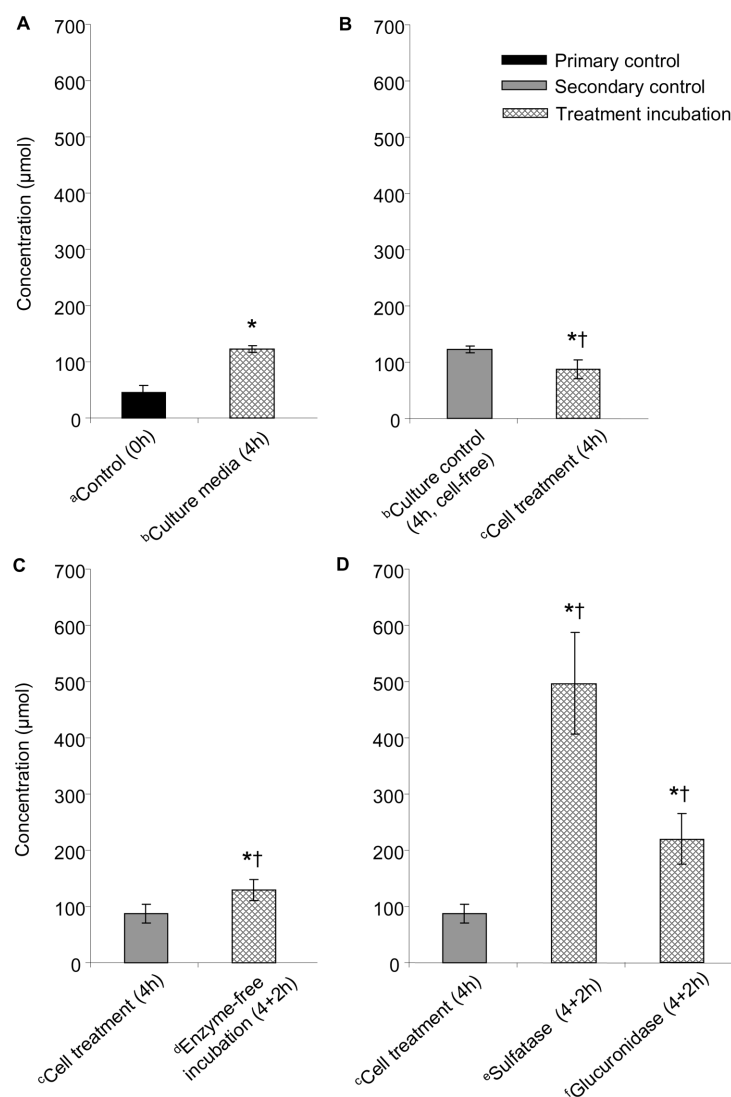 A
700
600
500
400
300
200
100
0
Concentration (μmol)
*
ᵃControl (0h)
ᵇCulture media (4h)
B
700
600
500
400
300
200
100
0
Primary control
Secondary control
Treatment incubation
*†
ᵇCulture control
(4h, cell-free)
ᶜCell treatment (4h)
C
700
600
500
400
300
200
100
0
Concentration (μmol)
*†
ᶜCell treatment (4h)
ᵈEnzyme-free
incubation (4+2h)
D
700
600
500
400
300
200
100
0
*†
*†
ᶜCell treatment (4h)
ᵉSulfatase (4+2h)
ᶠGlucuronidase (4+2h)